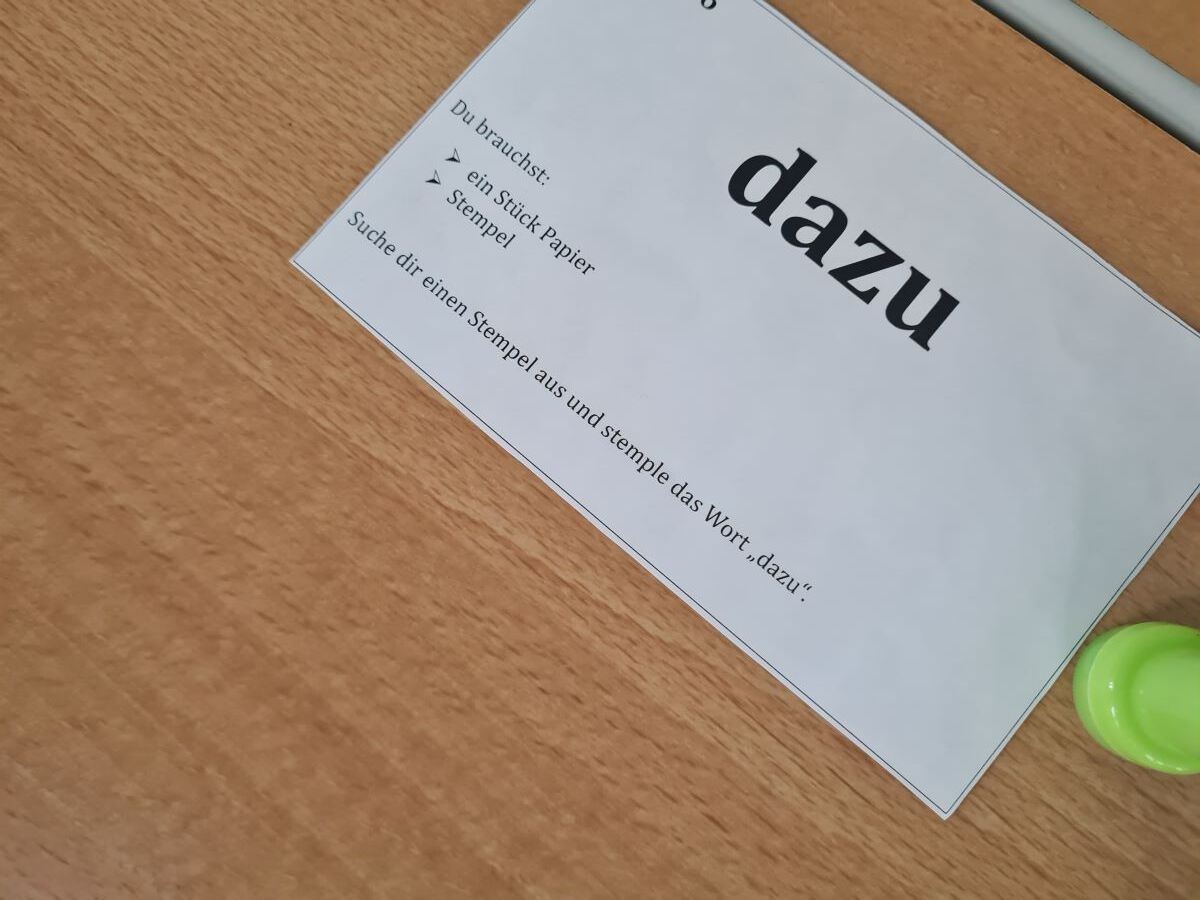 dazu
Du brauchst:
➢ ein Stück Papier
➢ Stempel
Suche dir einen Stempel aus und stemple das Wort „dazu“.